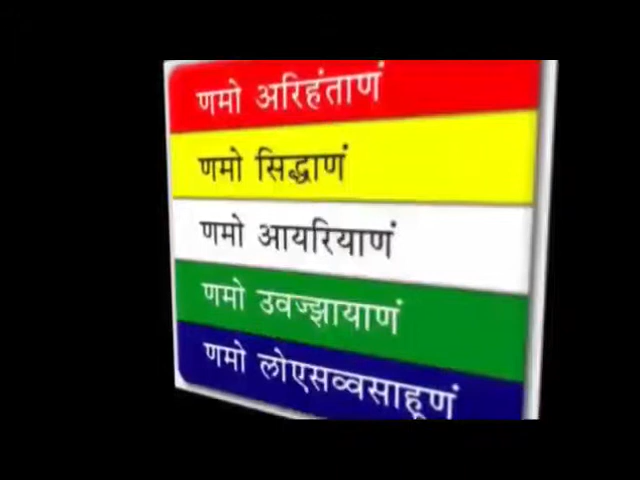 णमो अरिहंताणं
णमो सिद्धाणं
णमो आयरियाणं
णमो उवज्झायाणं
णमो लोएसव्वसाहूणं